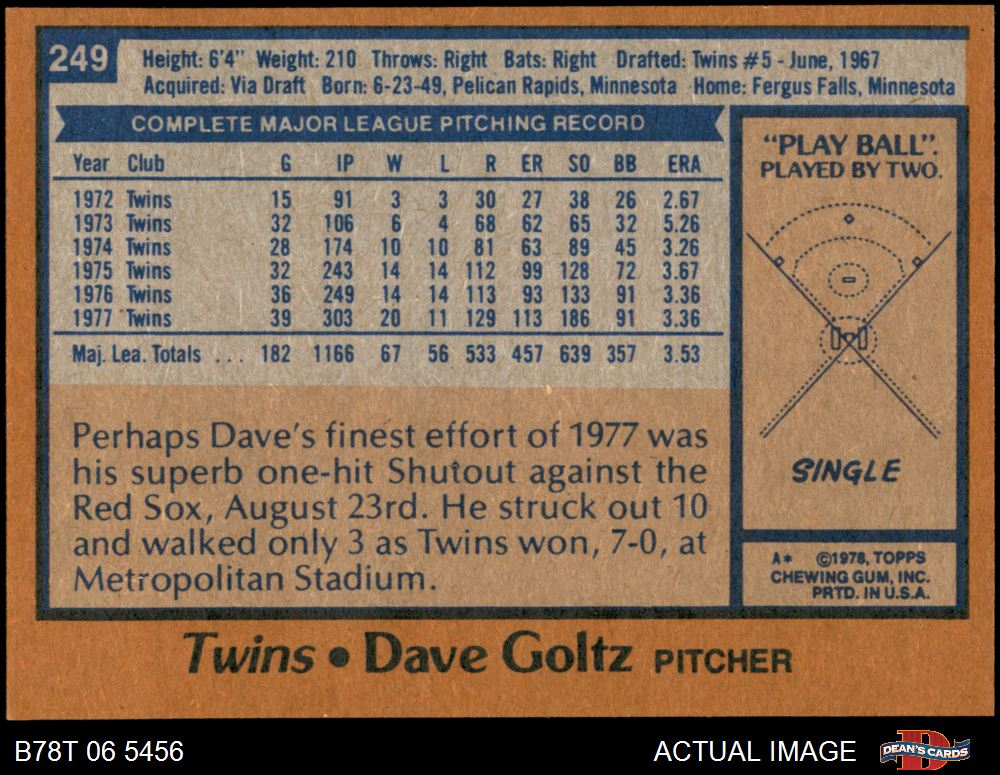 249
Height: 6'4" Weight: 210 Throws: Right Bats: Right Drafted: Twins #5 - June, 1967
Acquired: Via Draft Born: 6-23-49, Pelican Rapids, Minnesota Home: Fergus Falls, Minnesota
COMPLETE MAJOR LEAGUE PITCHING RECORD
Year Club G IP W L R ER SO BB ERA
1972 Twins 15 91 3 3 30 27 38 26 2.67
1973 Twins 32 106 6 4 68 62 65 32 5.26
1974 Twins 28 174 10 10 81 63 89 45 3.26
1975 Twins 32 243 14 14 112 99 128 72 3.67
1976 Twins 36 249 14 14 113 93 133 91 3.36
1977 Twins 39 303 20 11 129 113 186 91 3.36
Maj. Lea. Totals ... 182 1166 67 56 533 457 639 357 3.53
Perhaps Dave's finest effort of 1977 was
his superb one-hit Shutout against the
Red Sox, August 23rd. He struck out 10
and walked only 3 as Twins won, 7-0, at
Metropolitan Stadium.
"PLAY BALL".
PLAYED BY TWO.
SINGLE
A* ©1978, TOPPS
CHEWING GUM, INC.
PRTD. IN U.S.A.
Twins • Dave Goltz PITCHER
B78T 06 5456
ACTUAL IMAGE
D
DEAN'S CARDS